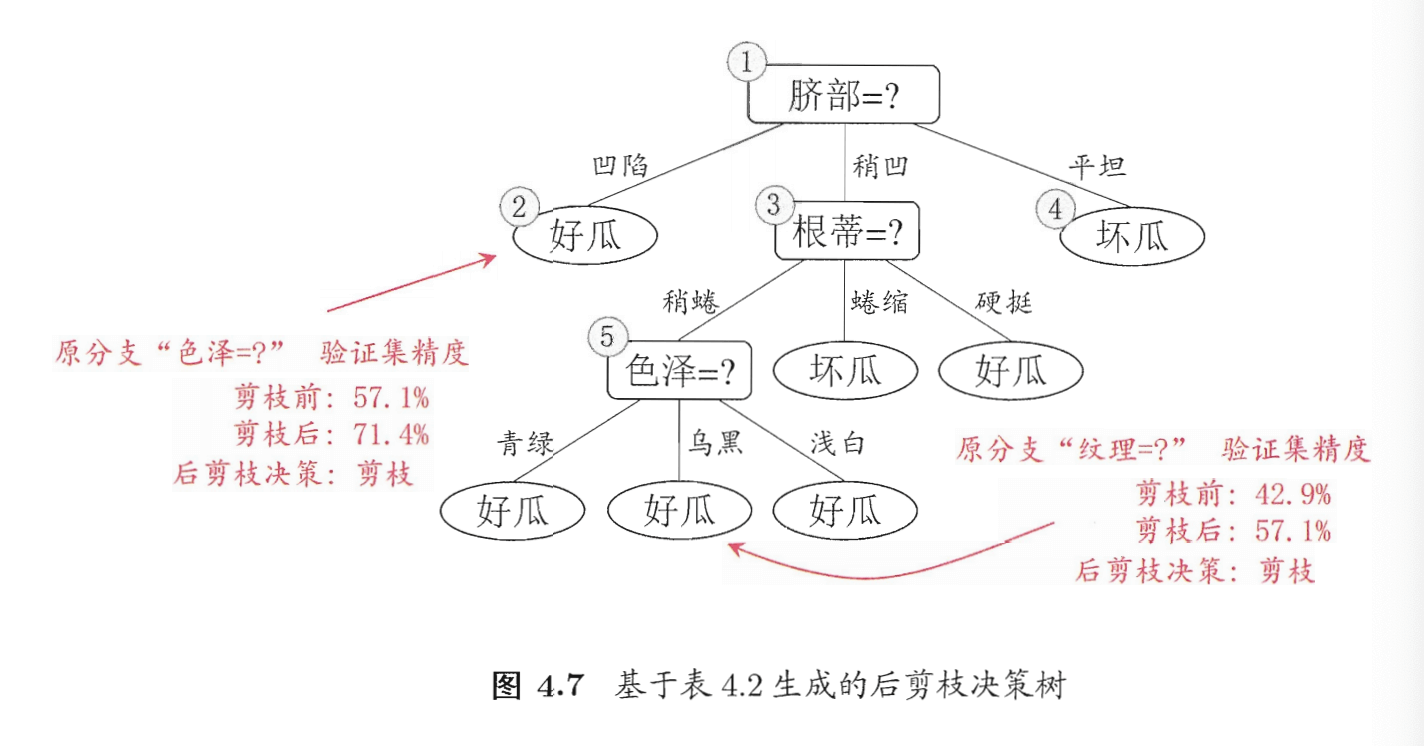 ①
脐部=?
凹陷
稍凹
平坦
②
好瓜
③
根蒂=?
④
坏瓜
稍蜷
蜷缩
硬挺
⑤
色泽=?
坏瓜
好瓜
青绿
乌黑
浅白
好瓜
好瓜
好瓜
原分支“色泽=?” 验证集精度
剪枝前: 57.1%
剪枝后: 71.4%
后剪枝决策: 剪枝
原分支“纹理=?” 验证集精度
剪枝前: 42.9%
剪枝后: 57.1%
后剪枝决策: 剪枝
图 4.7 基于表 4.2 生成的后剪枝决策树